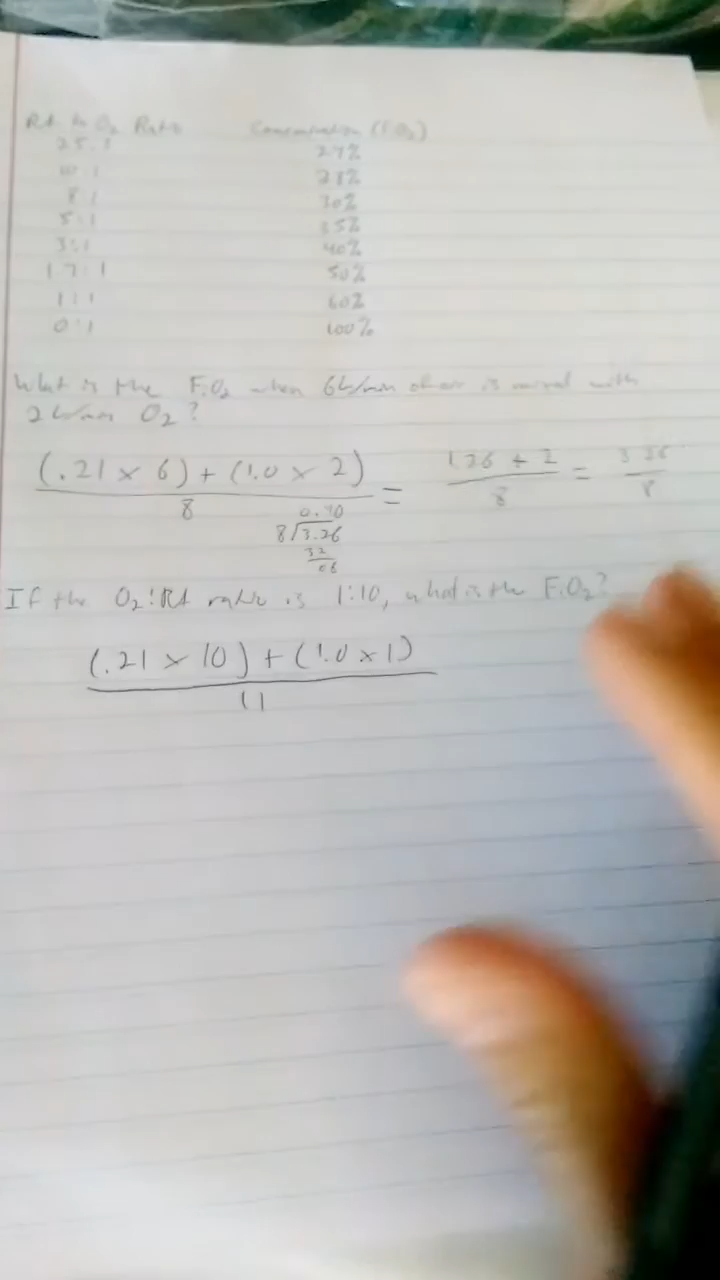 RA to O₂ Ratio Concentration (FiO₂)
25:1 24%
10:1 28%
8:1 30%
5:1 35%
3:1 40%
1.7:1 50%
1:1 60%
0:1 100%
What is the FiO₂ when 6L/min of air is mixed with
2L/min O₂?
(.21 x 6) + (1.0 x 2) / 8 = 1.26 + 2 / 8 = 3.26 / 8
0.40
8/3.26
32
06
If the O₂:RA ratio is 1:10, what is the FiO₂?
(.21 x 10) + (1.0 x 1)
11